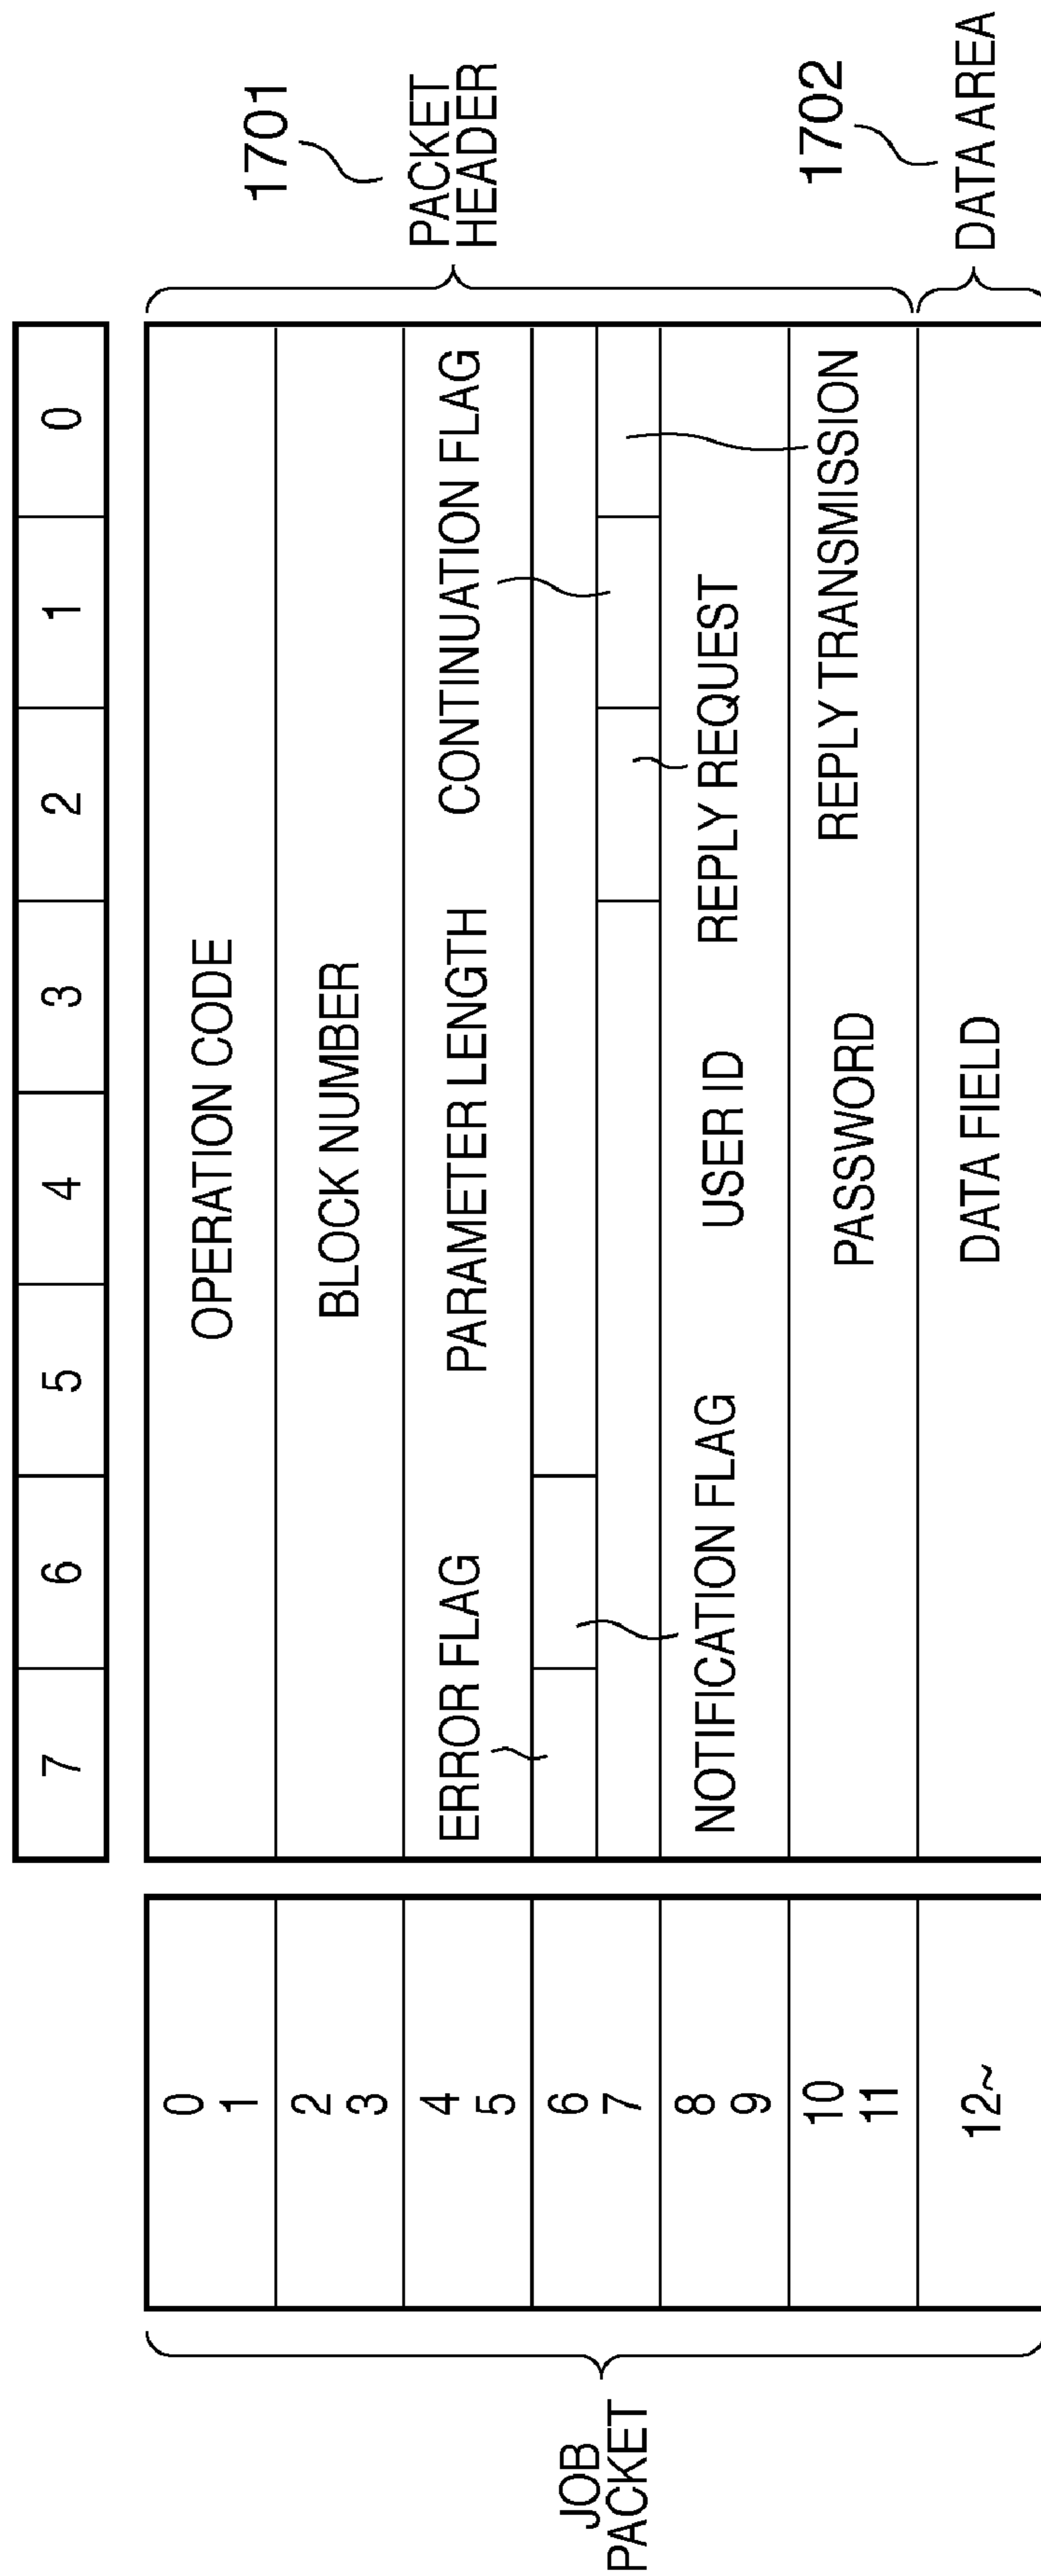 7 6 5 4 3 2 1 0
JOB
PACKET
0
1
OPERATION CODE
2
3
BLOCK NUMBER
4
5
ERROR FLAG
PARAMETER LENGTH
CONTINUATION FLAG
6
7
8
9
NOTIFICATION FLAG
USER ID
REPLY REQUEST
10
11
PASSWORD
REPLY TRANSMISSION
12~
DATA FIELD
1701
PACKET
HEADER
1702
DATA AREA